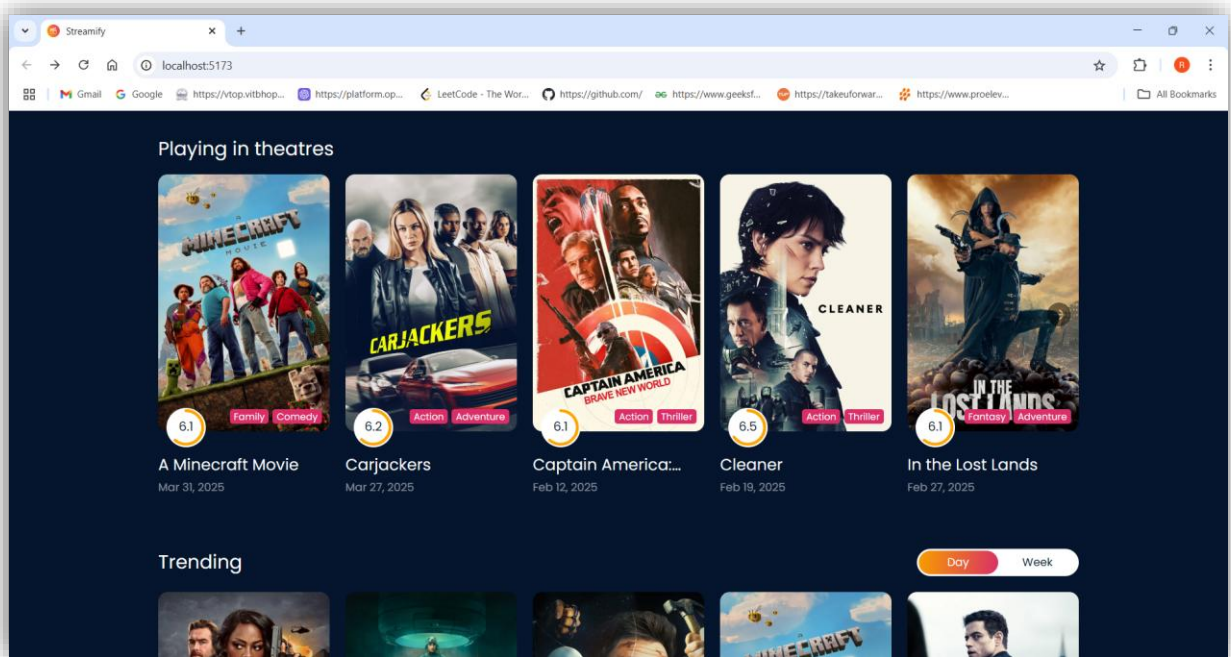 Streamify
localhost:5173
Gmail Google https://vtop.vitbhop... https://platform.op... LeetCode - The Wor... https://github.com/ https://www.geeksf... https://takeuforwar... https://www.proelev... All Bookmarks
R
Playing in theatres
A
MINECRAFT
MOVIE
CARJACKERS
CAPTAIN AMERICA
BRAVE NEW WORLD
CLEANER
IN THE
LOST LANDS
Family Comedy
Action Adventure
Action Thriller
Action Thriller
Fantasy Adventure
6.1 6.2 6.1 6.5 6.1
A Minecraft Movie Carjackers Captain America:... Cleaner In the Lost Lands
Mar 31, 2025 Mar 27, 2025 Feb 12, 2025 Feb 19, 2025 Feb 27, 2025
Trending
Day Week
MINECRAFT